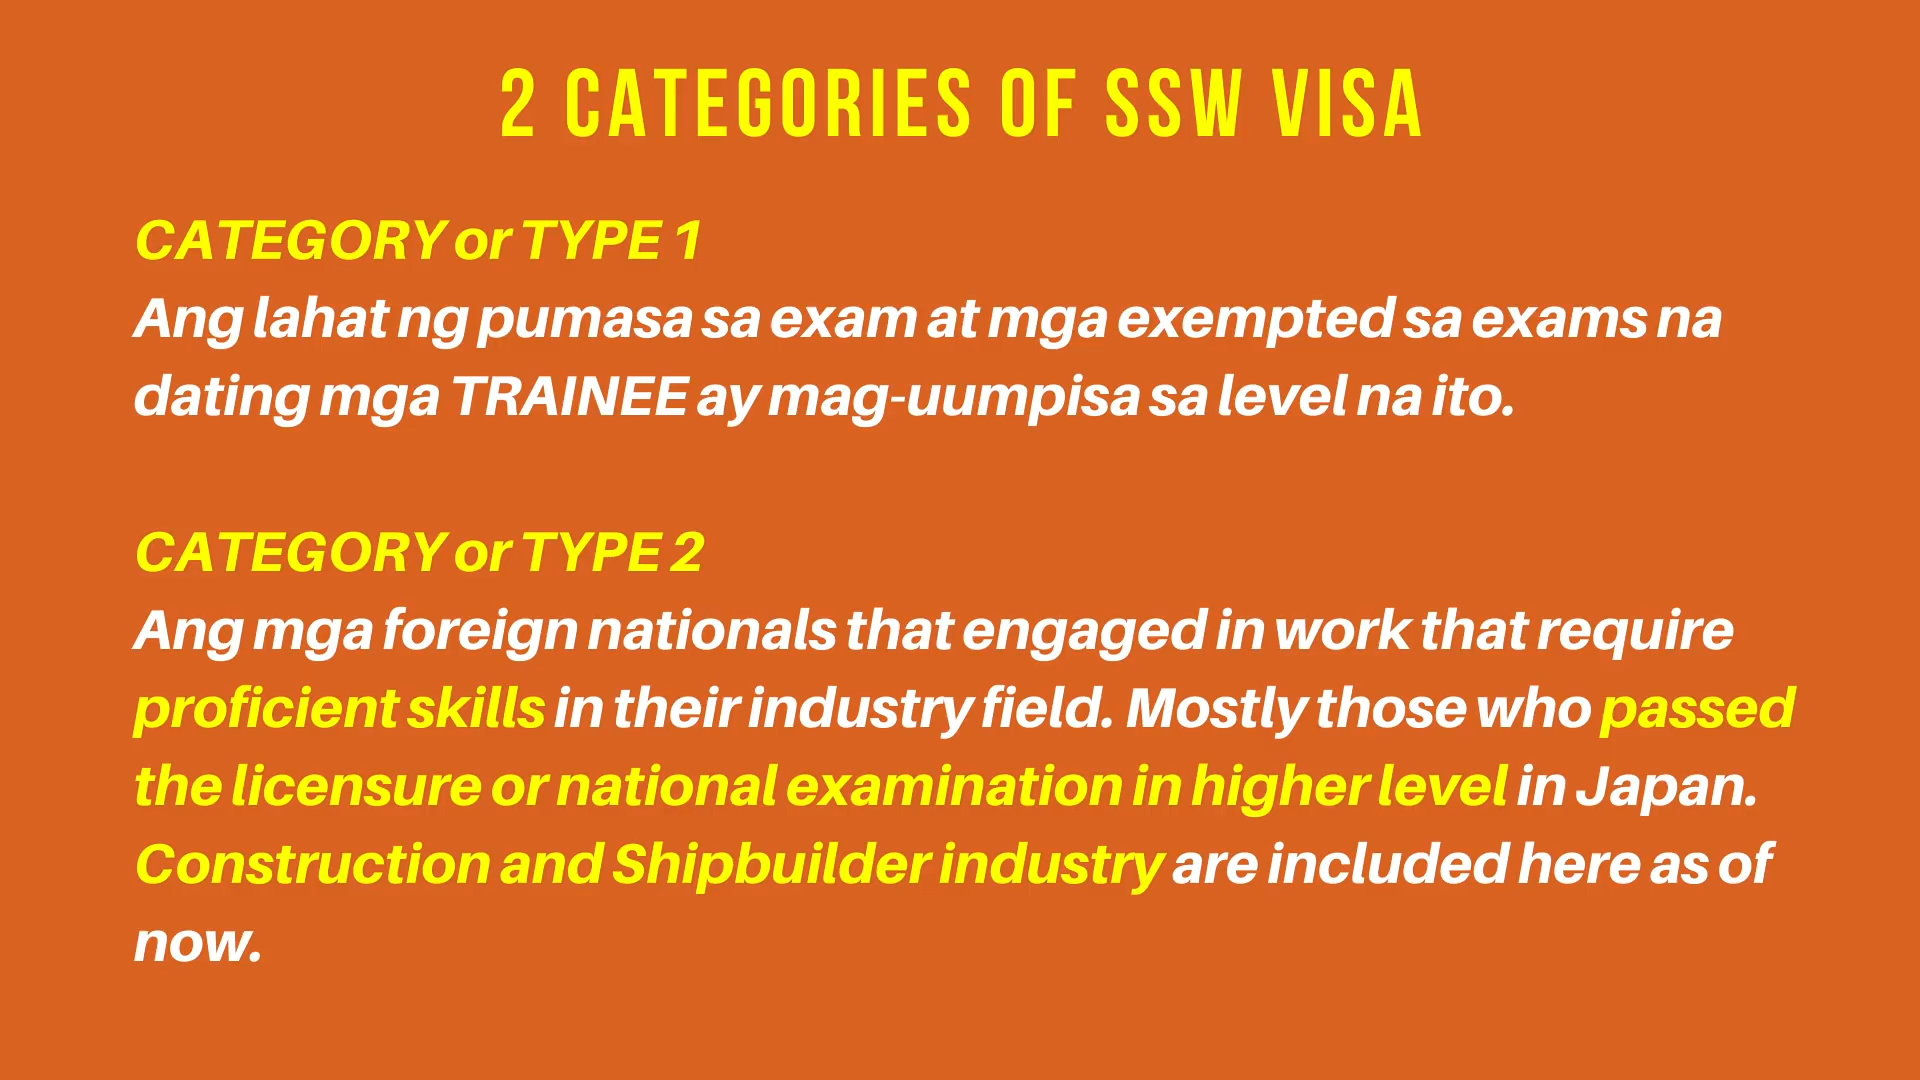 2 CATEGORIES OF SSW VISA
CATEGORY or TYPE 1
Ang lahat ng pumasa sa exam at mga exempted sa exams na
dating mga TRAINEE ay mag-uumpisa sa level na ito.
CATEGORY or TYPE 2
Ang mga foreign nationals that engaged in work that require
proficient skills in their industry field. Mostly those who passed
the licensure or national examination in higher level in Japan.
Construction and Shipbuilder industry are included here as of
now.